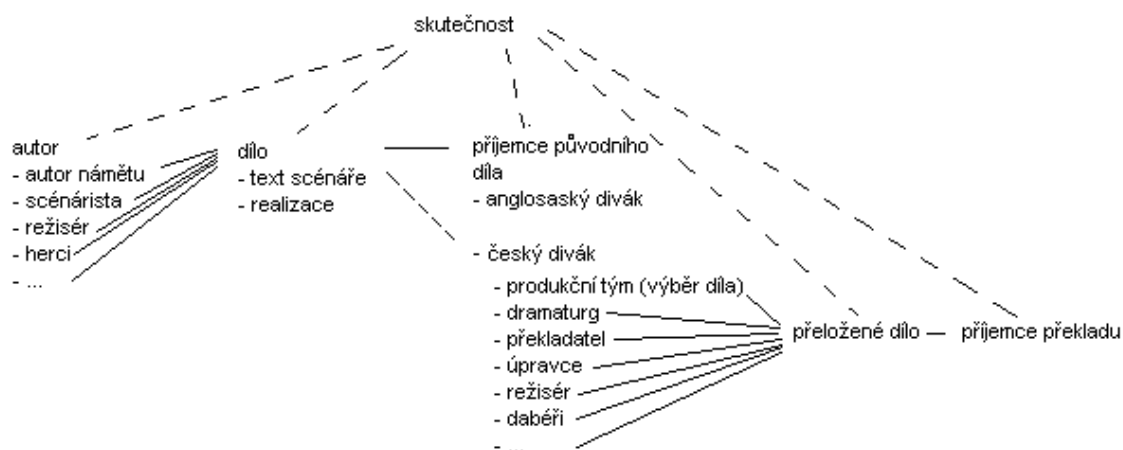 skutečnost
autor
- autor námětu
- scénárista
- režisér
- herci
- ...
dílo
- text scénáře
- realizace
příjemce původního
díla
- anglosaský divák
- český divák
- produkční tým (výběr díla)
- dramaturg
- překladatel
- úpravce
- režisér
- dabéři
- ...
přeložené dílo
příjemce překladu